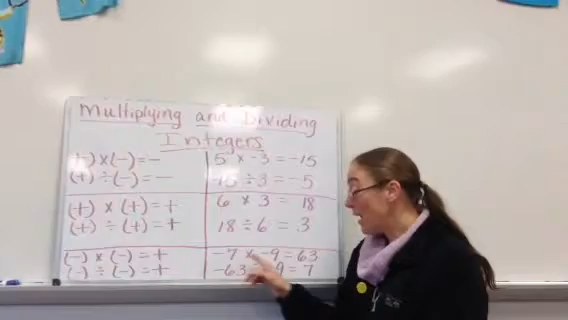 Multiplying and Dividing
Integers
(+) × (-) = -
5 × -3 = -15
(+) ÷ (-) = -
-15 ÷ 3 = -5
(+) × (+) = +
6 × 3 = 18
(+) ÷ (+) = +
18 ÷ 6 = 3
(-) × (-) = +
-7 × -9 = 63
(-) ÷ (-) = +
-63 9 = 7